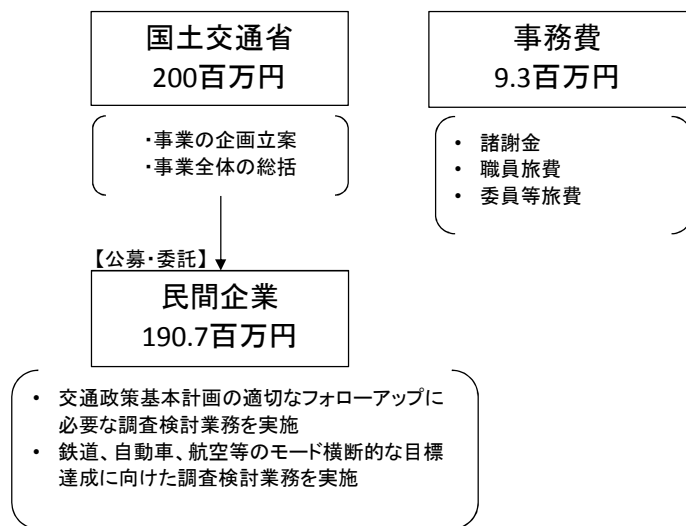 国土交通省
200百万円
・事業の企画立案
・事業全体の総括
事務費
9.3百万円
• 諸謝金
• 職員旅費
• 委員等旅費
【公募・委託】
民間企業
190.7百万円
• 交通政策基本計画の適切なフォローアップに
必要な調査検討業務を実施
• 鉄道、自動車、航空等のモード横断的な目標
達成に向けた調査検討業務を実施